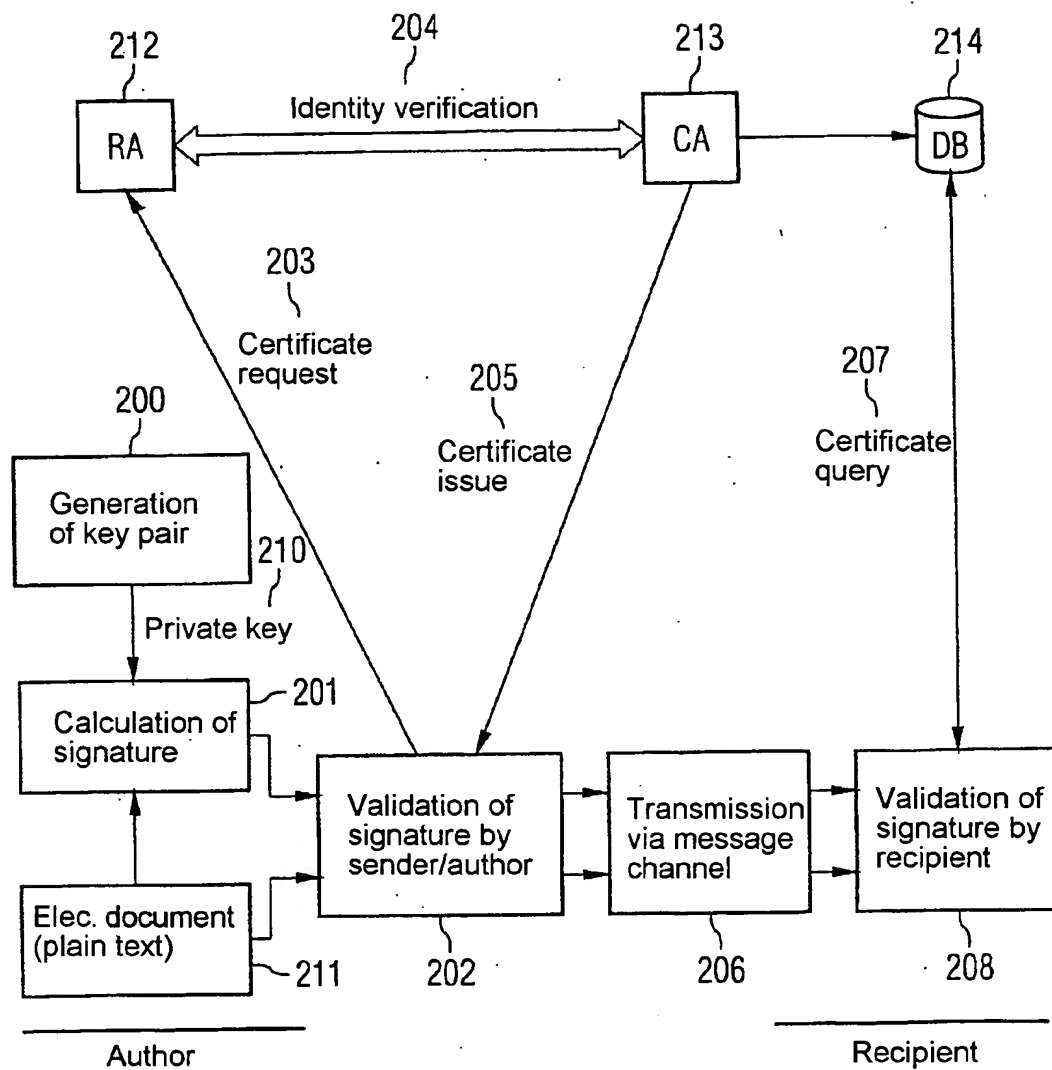 204
212
213
214
Identity verification
RA
CA
DB
203
Certificate
request
205
Certificate
issue
207
Certificate
query
200
Generation
of key pair
210
Private key
201
Calculation of
signature
Validation of
signature by
sender/author
Transmission
via message
channel
Validation of
signature by
recipient
Elec. document
(plain text)
211
202
206
208
Author
Recipient